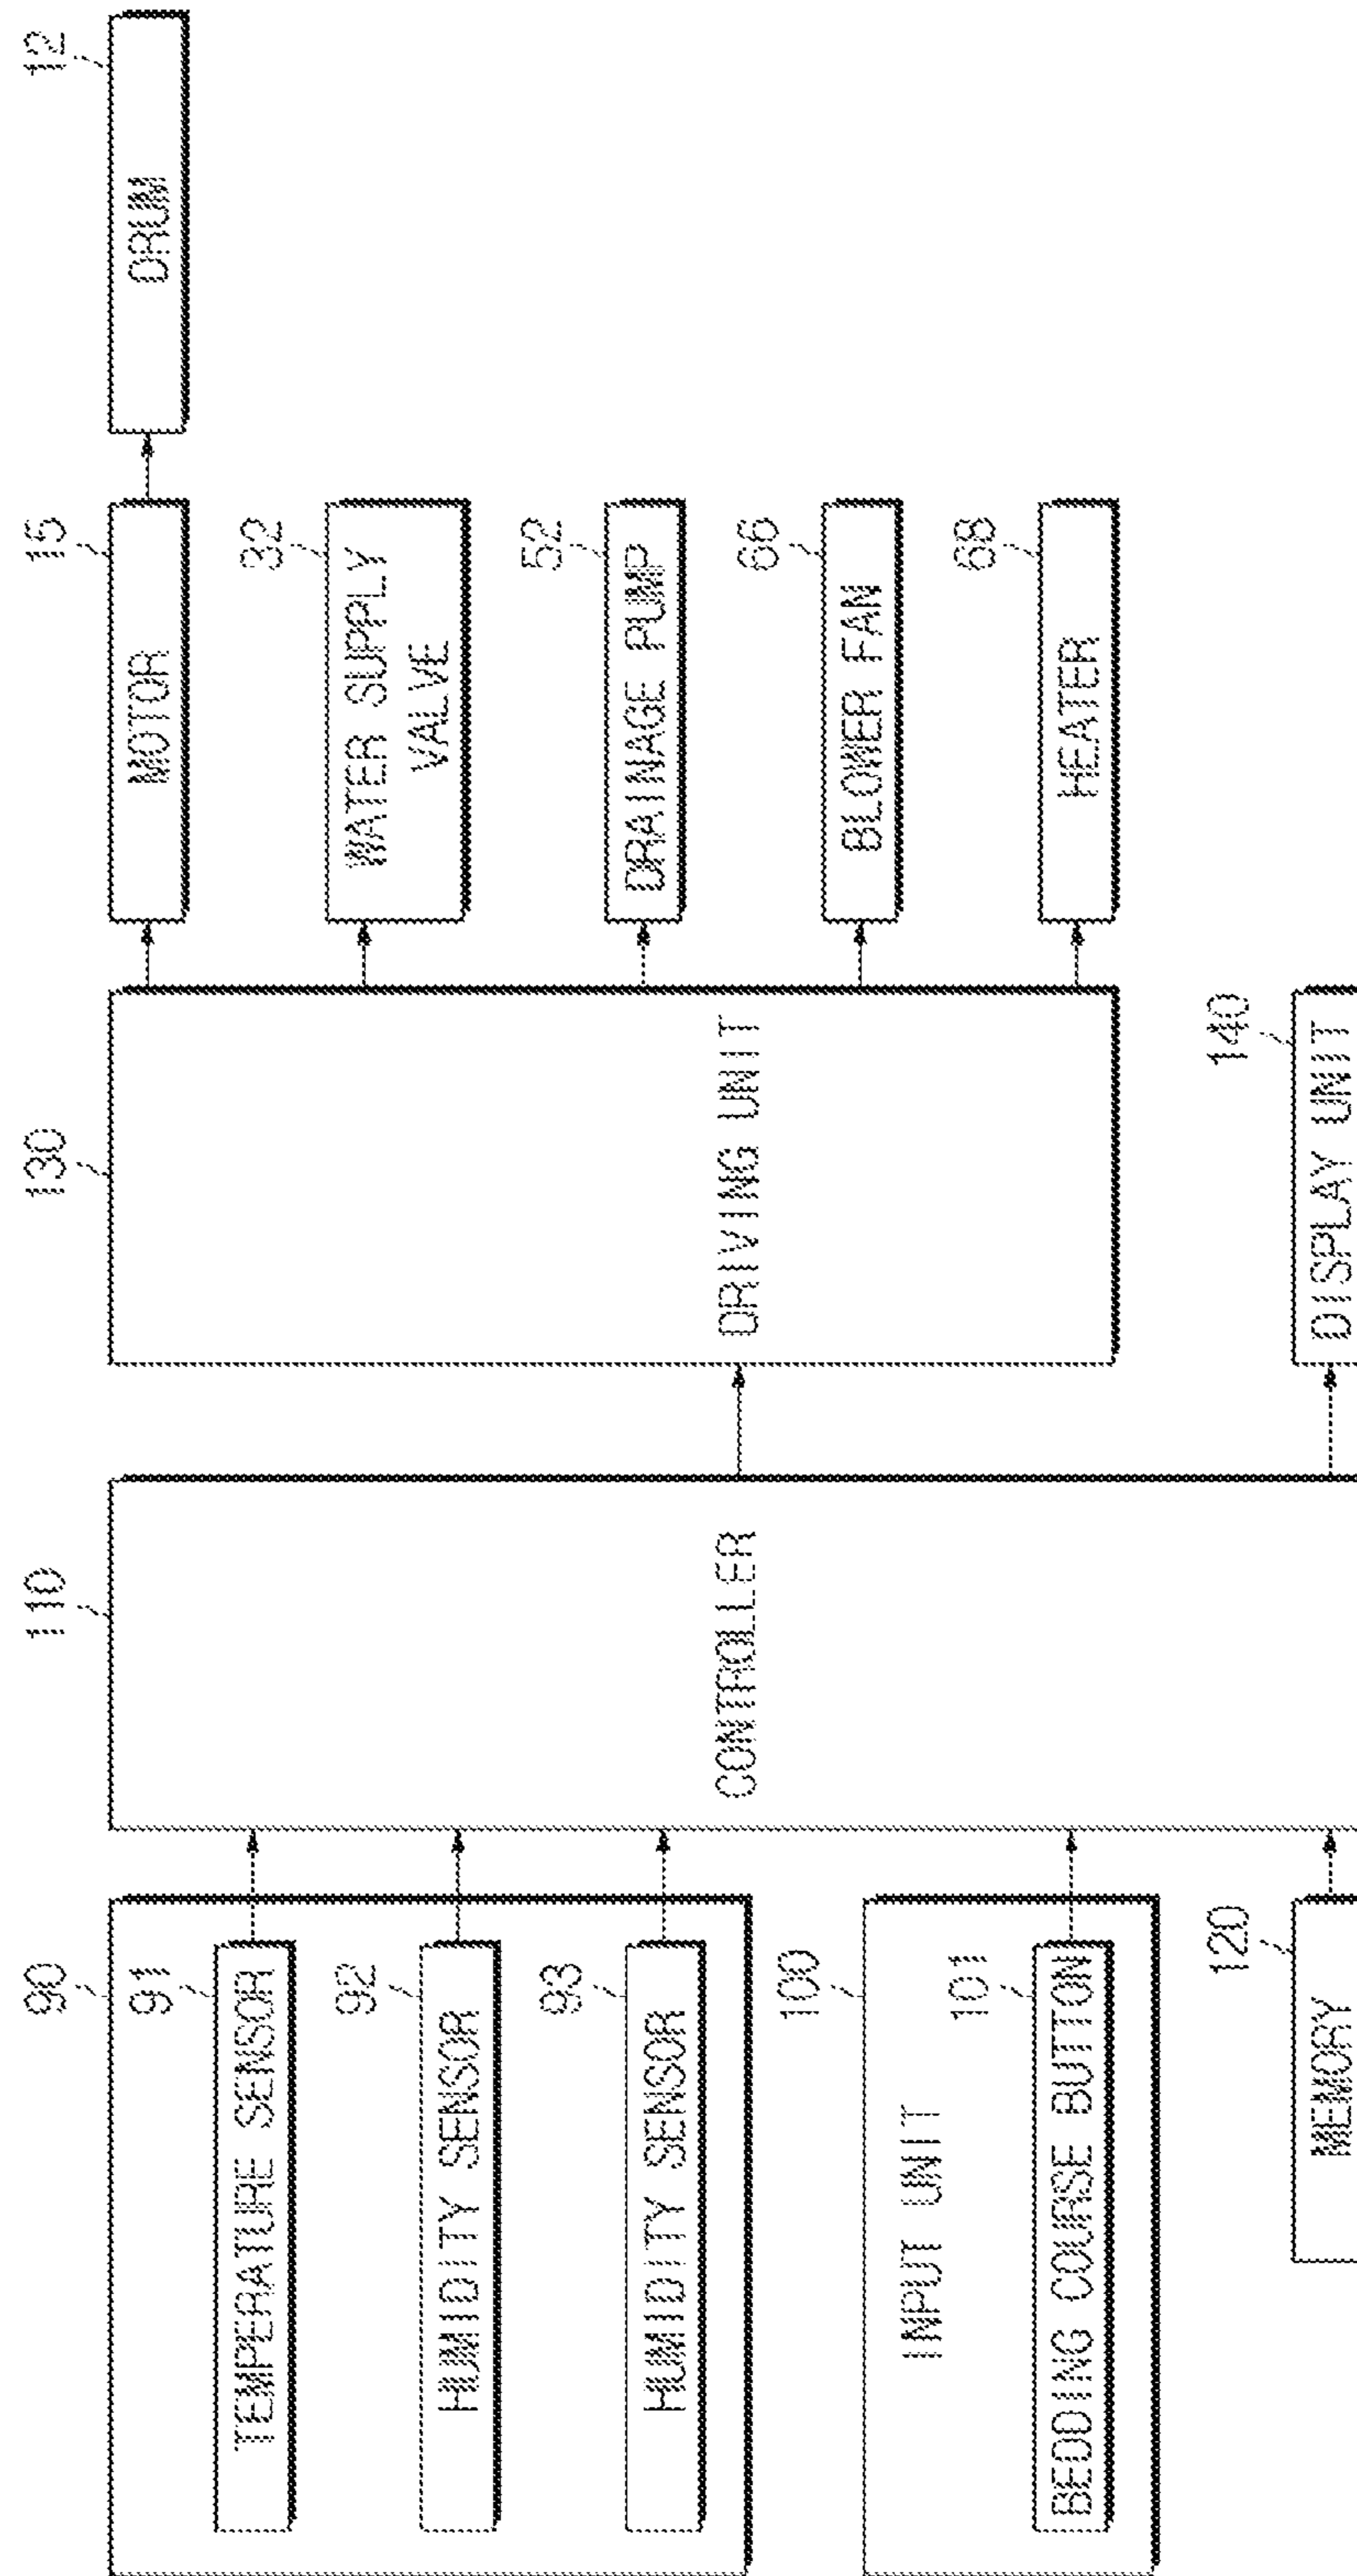 90
91
TEMPERATURE SENSOR
92
HUMIDITY SENSOR
93
HUMIDITY SENSOR
100
INPUT UNIT
101
BEDDING COURSE BUTTON
120
MEMORY
110
CONTROLLER
130
DRIVING UNIT
140
DISPLAY UNIT
15
MOTOR
32
WATER SUPPLY
VALVE
52
DRAINAGE PUMP
66
BLOWER FAN
68
HEATER
12
DRUM